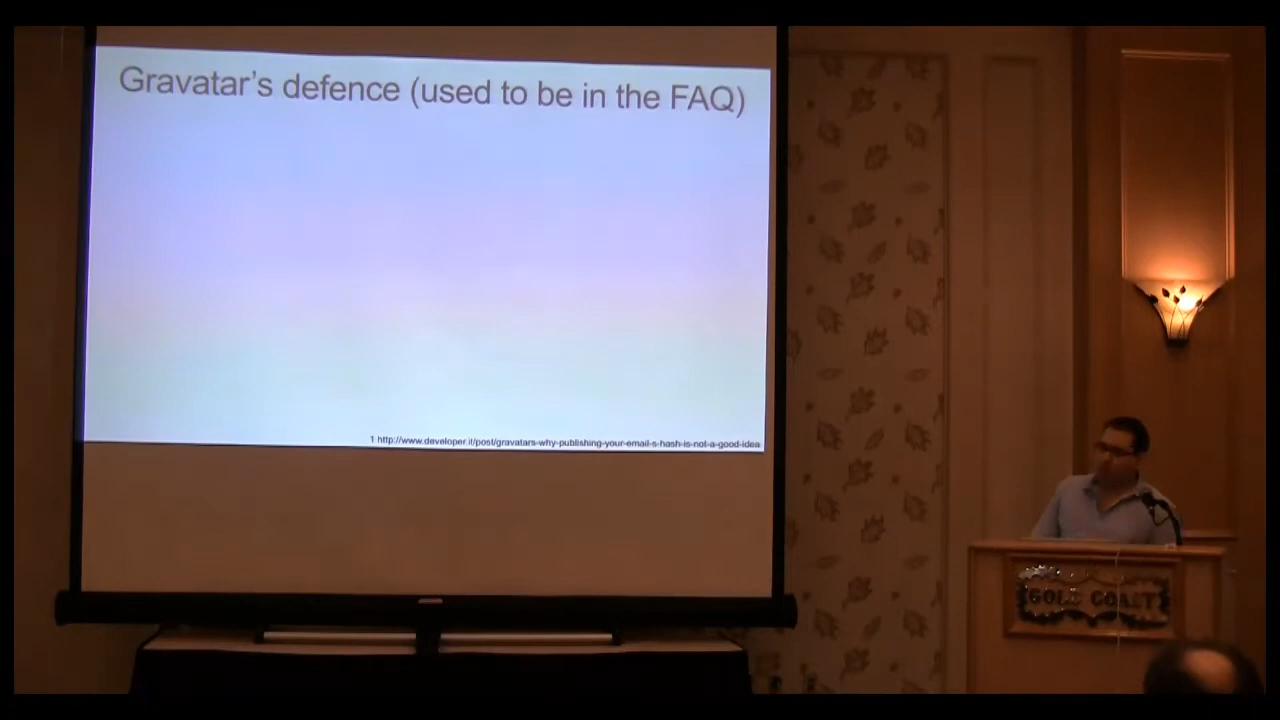 Gravatar's defence (used to be in the FAQ)
1 http://www.developer.it/post/gravatars-why-publishing-your-email-s-hash-is-not-a-good-idea
GOLD COAST